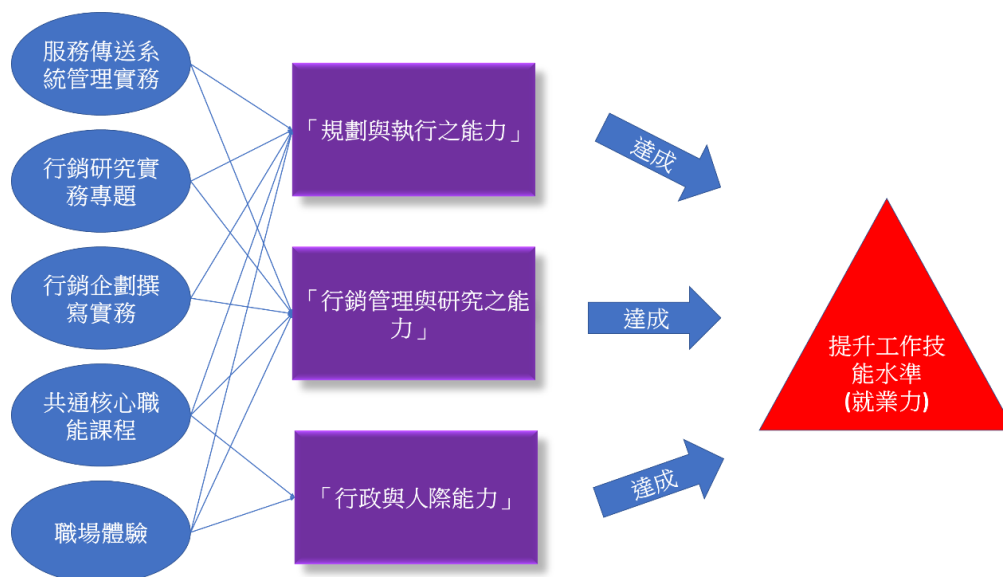 服務傳送系
統管理實務
行銷研究實
務專題
行銷企劃撰
寫實務
共通核心職
能課程
職場體驗
「規劃與執行之能力」
「行銷管理與研究之能
力」
「行政與人際能力」
達成
達成
達成
提升工作技
能水準
(就業力)